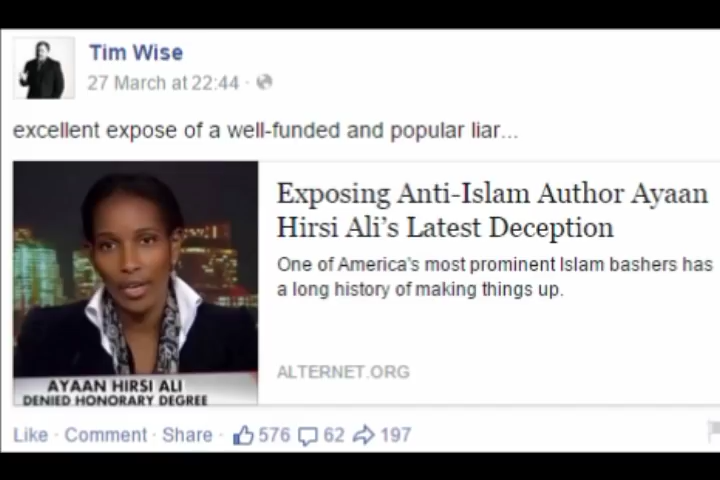 Tim Wise
27 March at 22:44 ·
excellent expose of a well-funded and popular liar...
Exposing Anti-Islam Author Ayaan
Hirsi Ali's Latest Deception
One of America's most prominent Islam bashers has
a long history of making things up.
ALTERNET.ORG
AYAAN HIRSI ALI
DENIED HONORARY DEGREE
Like · Comment · Share · 576 62 197